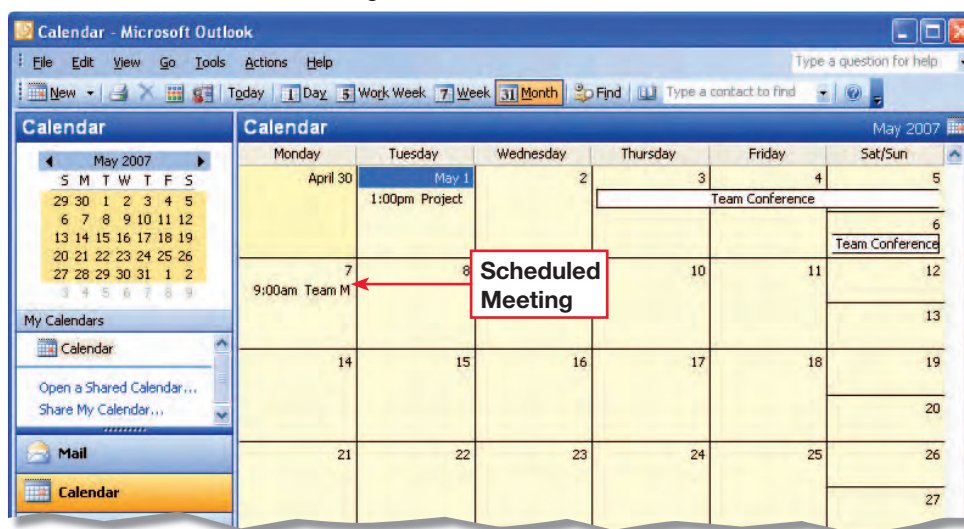 Calendar - Microsoft Outlook
File Edit View Go Tools Actions Help Type a question for help
New Today 1 Day 5 Work Week 7 Week 31 Month Find Type a contact to find
Calendar
May 2007
S M T W T F S
29 30 1 2 3 4 5
6 7 8 9 10 11 12
13 14 15 16 17 18 19
20 21 22 23 24 25 26
27 28 29 30 31 1 2
3 4 5 6 7 8 9
My Calendars
Calendar
Open a Shared Calendar...
Share My Calendar...
Mail
Calendar
Calendar May 2007
Monday Tuesday Wednesday Thursday Friday Sat/Sun
April 30 May 1 2 3 4 5
1:00pm Project Team Conference
6
Team Conference
7 8 10 11 12
9:00am Team M
Scheduled
Meeting
13
14 15 16 17 18 19
20
21 22 23 24 25 26
27